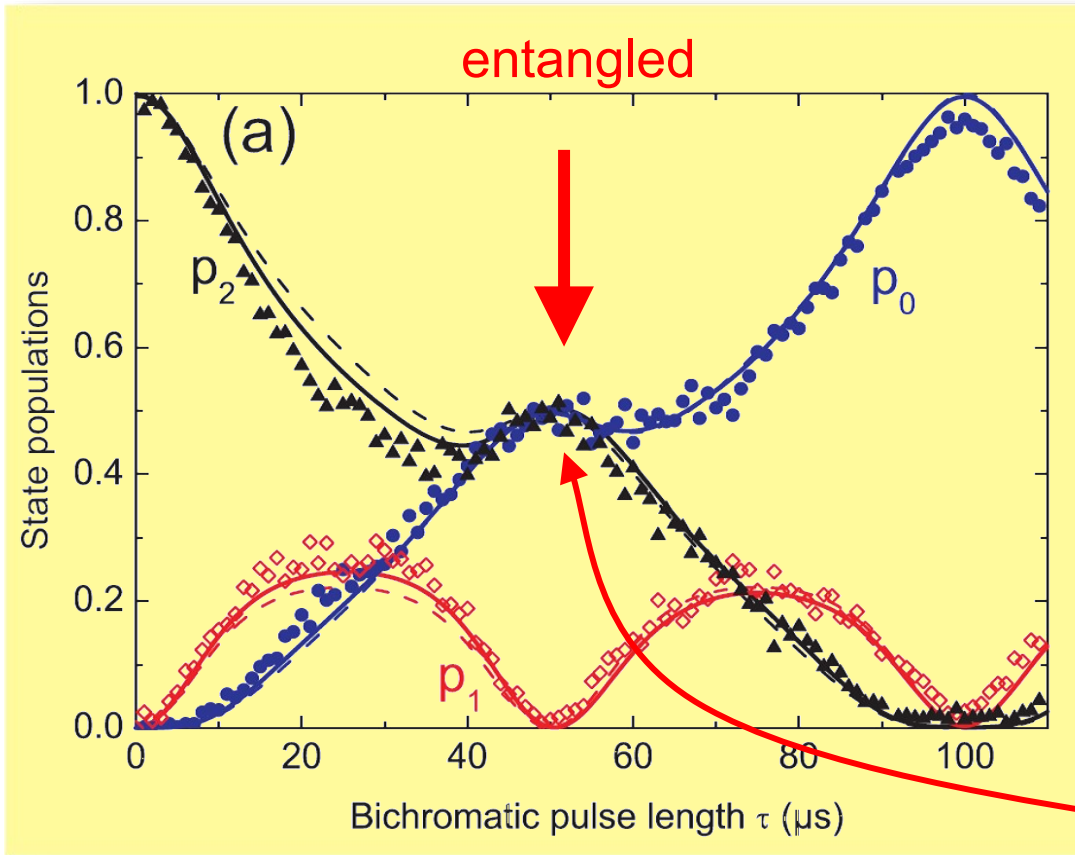 entangled
(a)
1.0
0.8
0.6
0.4
0.2
0.0
p2
p0
p1
State populations
0 20 40 60 80 100
Bichromatic pulse length τ (μs)